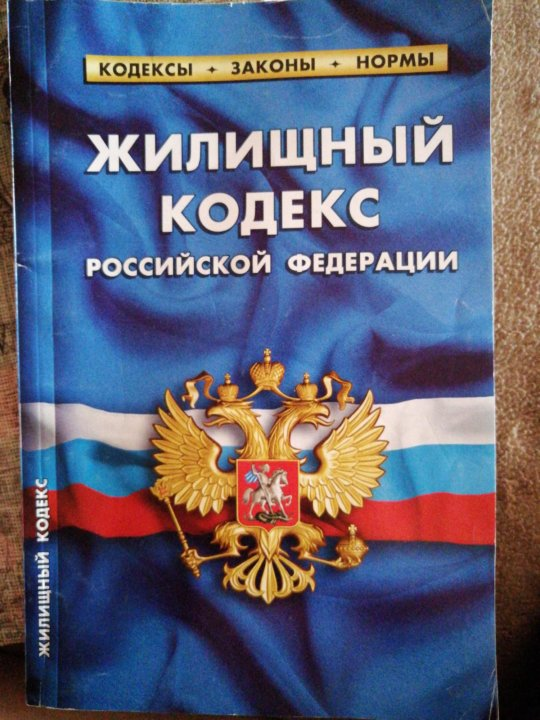 КОДЕКСЫ ✦ ЗАКОНЫ ✦ НОРМЫ
ЖИЛИЩНЫЙ
КОДЕКС
РОССИЙСКОЙ ФЕДЕРАЦИИ
ЖИЛИЩНЫЙ КОДЕКС